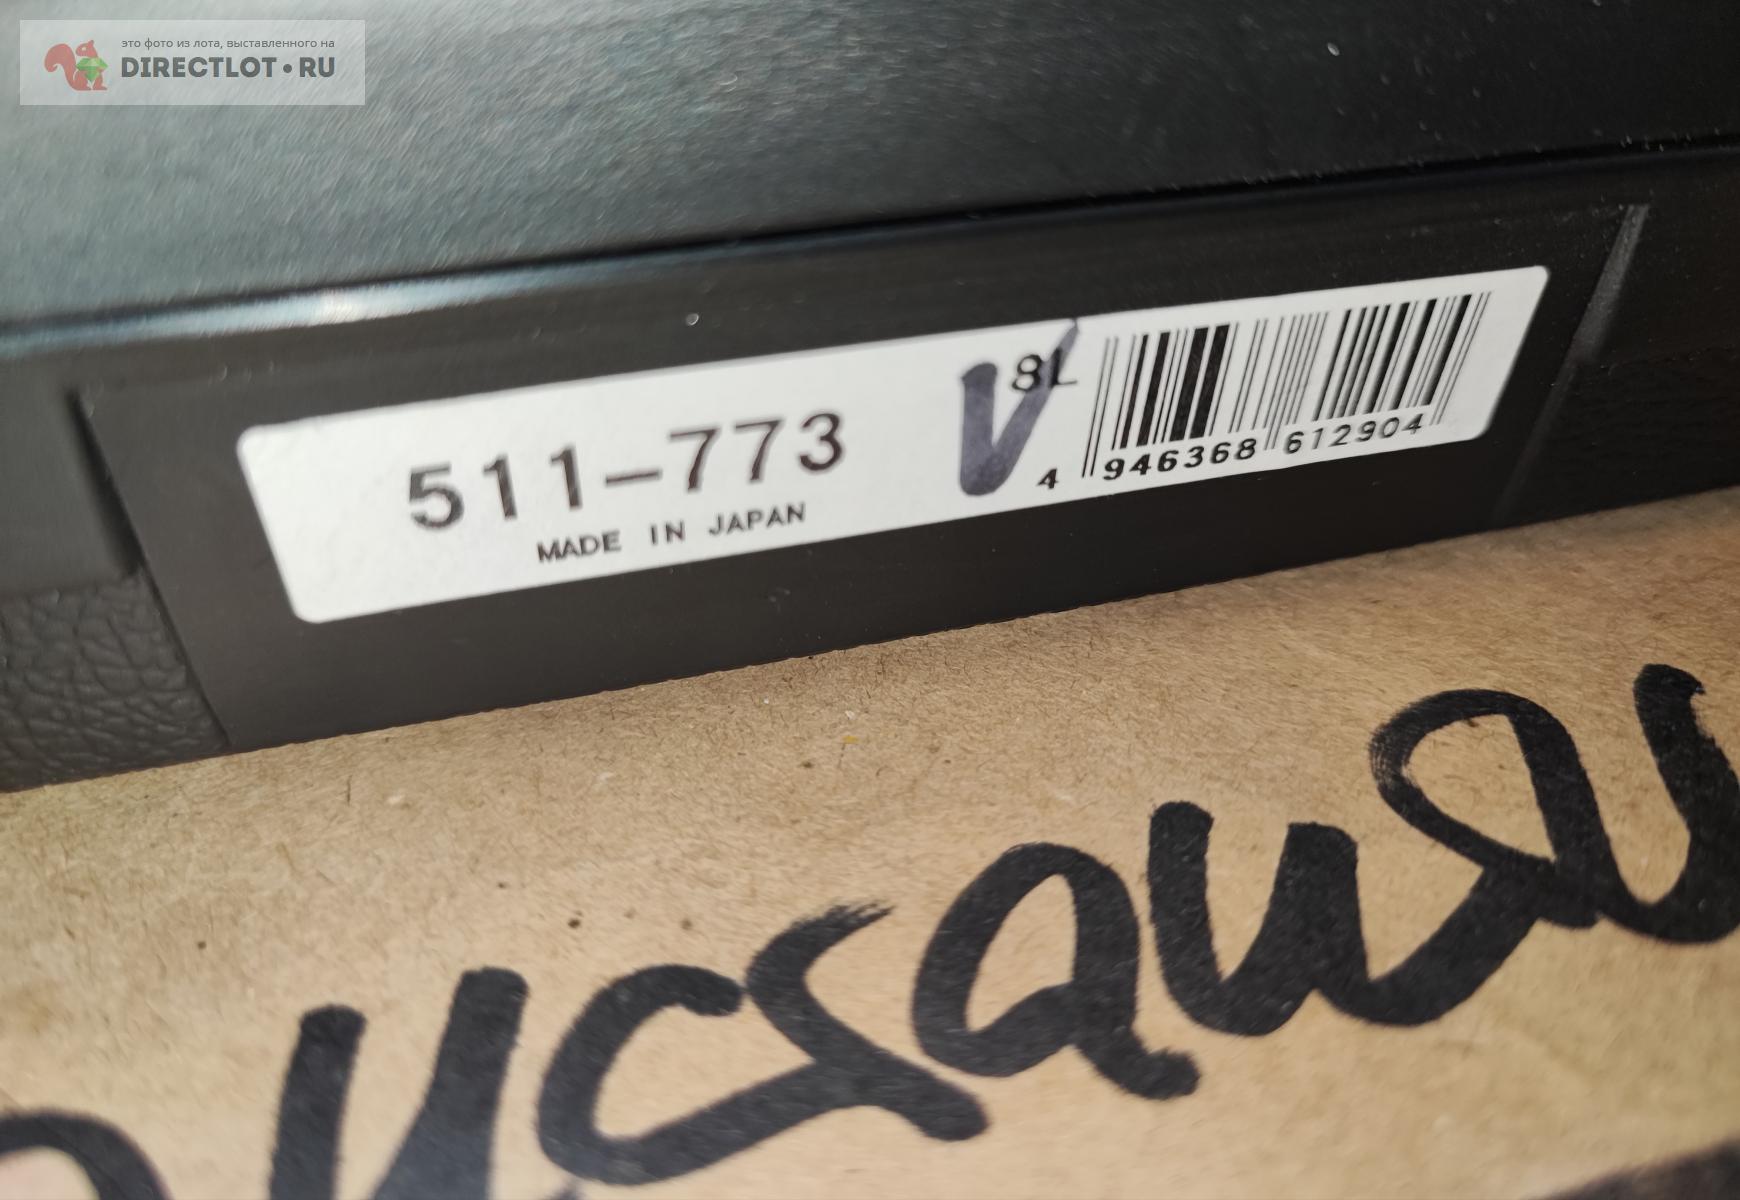 это фото из лота, выставленного на
DIRECTLOT•RU
511-773
MADE IN JAPAN
V
8L
4 946368 612904